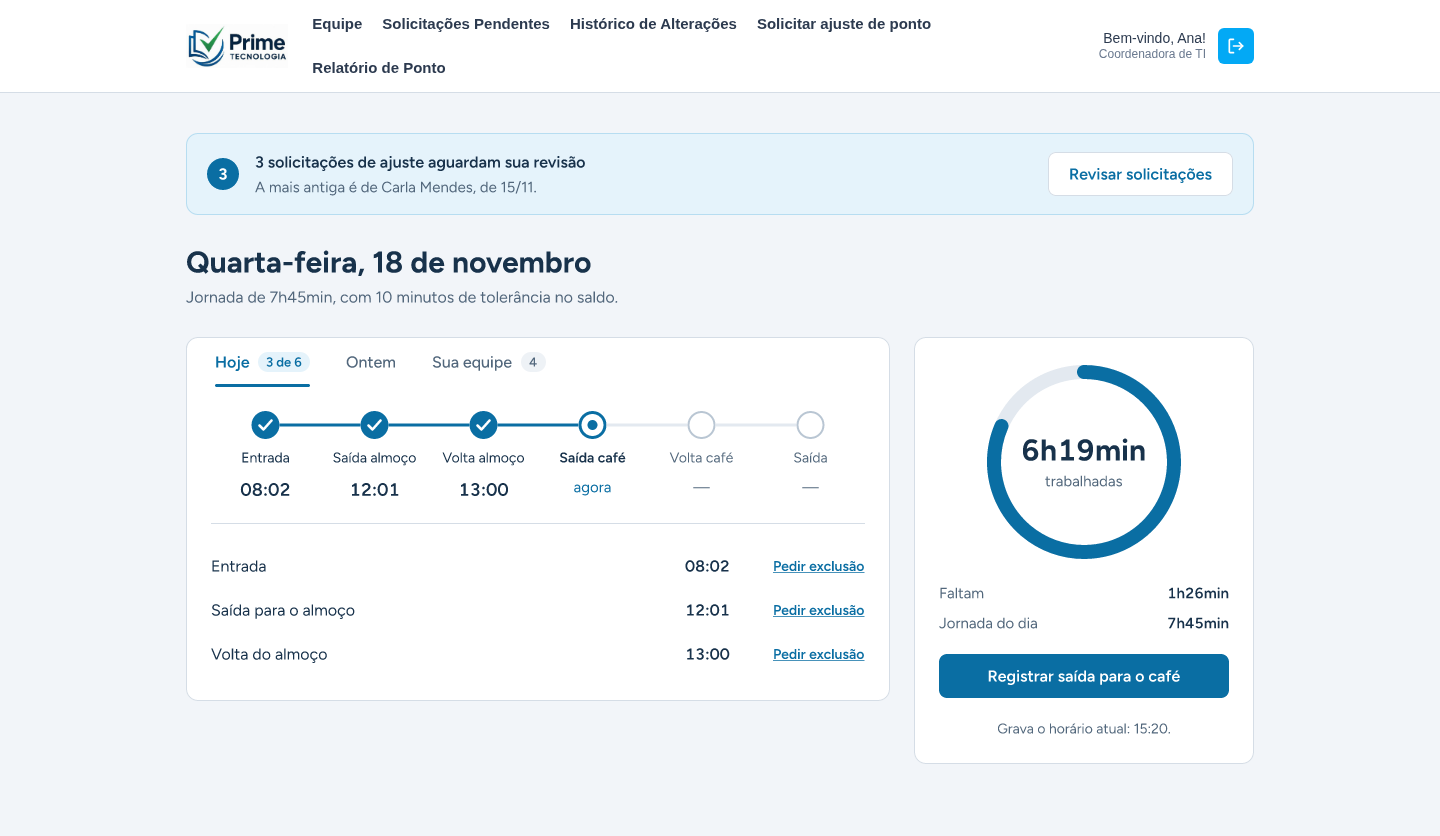 Prime
TECNOLOGIA
Equipe Solicitações Pendentes Histórico de Alterações Solicitar ajuste de ponto
Relatório de Ponto
Bem-vindo, Ana!
Coordenadora de TI
3
3 solicitações de ajuste aguardam sua revisão
A mais antiga é de Carla Mendes, de 15/11.
Revisar solicitações
Quarta-feira, 18 de novembro
Jornada de 7h45min, com 10 minutos de tolerância no saldo.
Hoje 3 de 6 Ontem Sua equipe 4
Entrada Saída almoço Volta almoço Saída café Volta café Saída
08:02 12:01 13:00 agora — —
Entrada 08:02 Pedir exclusão
Saída para o almoço 12:01 Pedir exclusão
Volta do almoço 13:00 Pedir exclusão
6h19min
trabalhadas
Faltam 1h26min
Jornada do dia 7h45min
Registrar saída para o café
Grava o horário atual: 15:20.